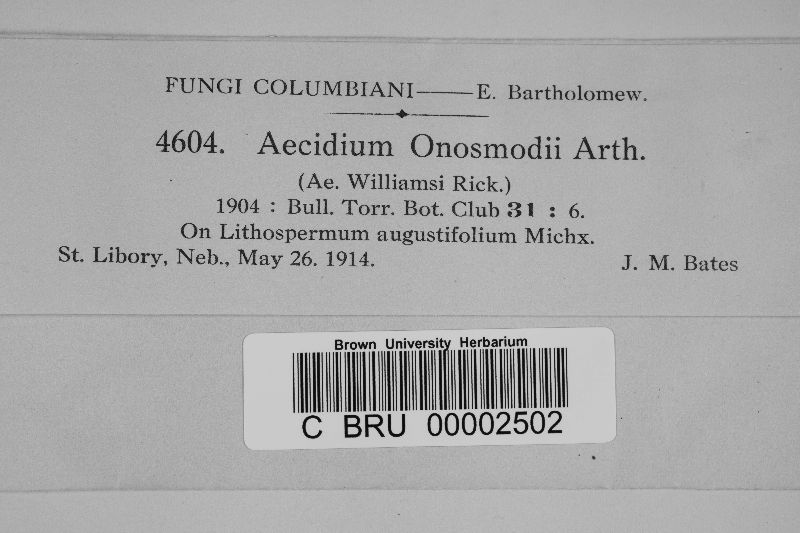 FUNGI COLUMBIANI——E. Bartholomew.
4604. Aecidium Onosmodii Arth.
(Ae. Williamsi Rick.)
1904 : Bull. Torr. Bot. Club 31 : 6.
On Lithospermum augustifolium Michx.
St. Libory, Neb., May 26. 1914. J. M. Bates
Brown University Herbarium
C BRU 00002502